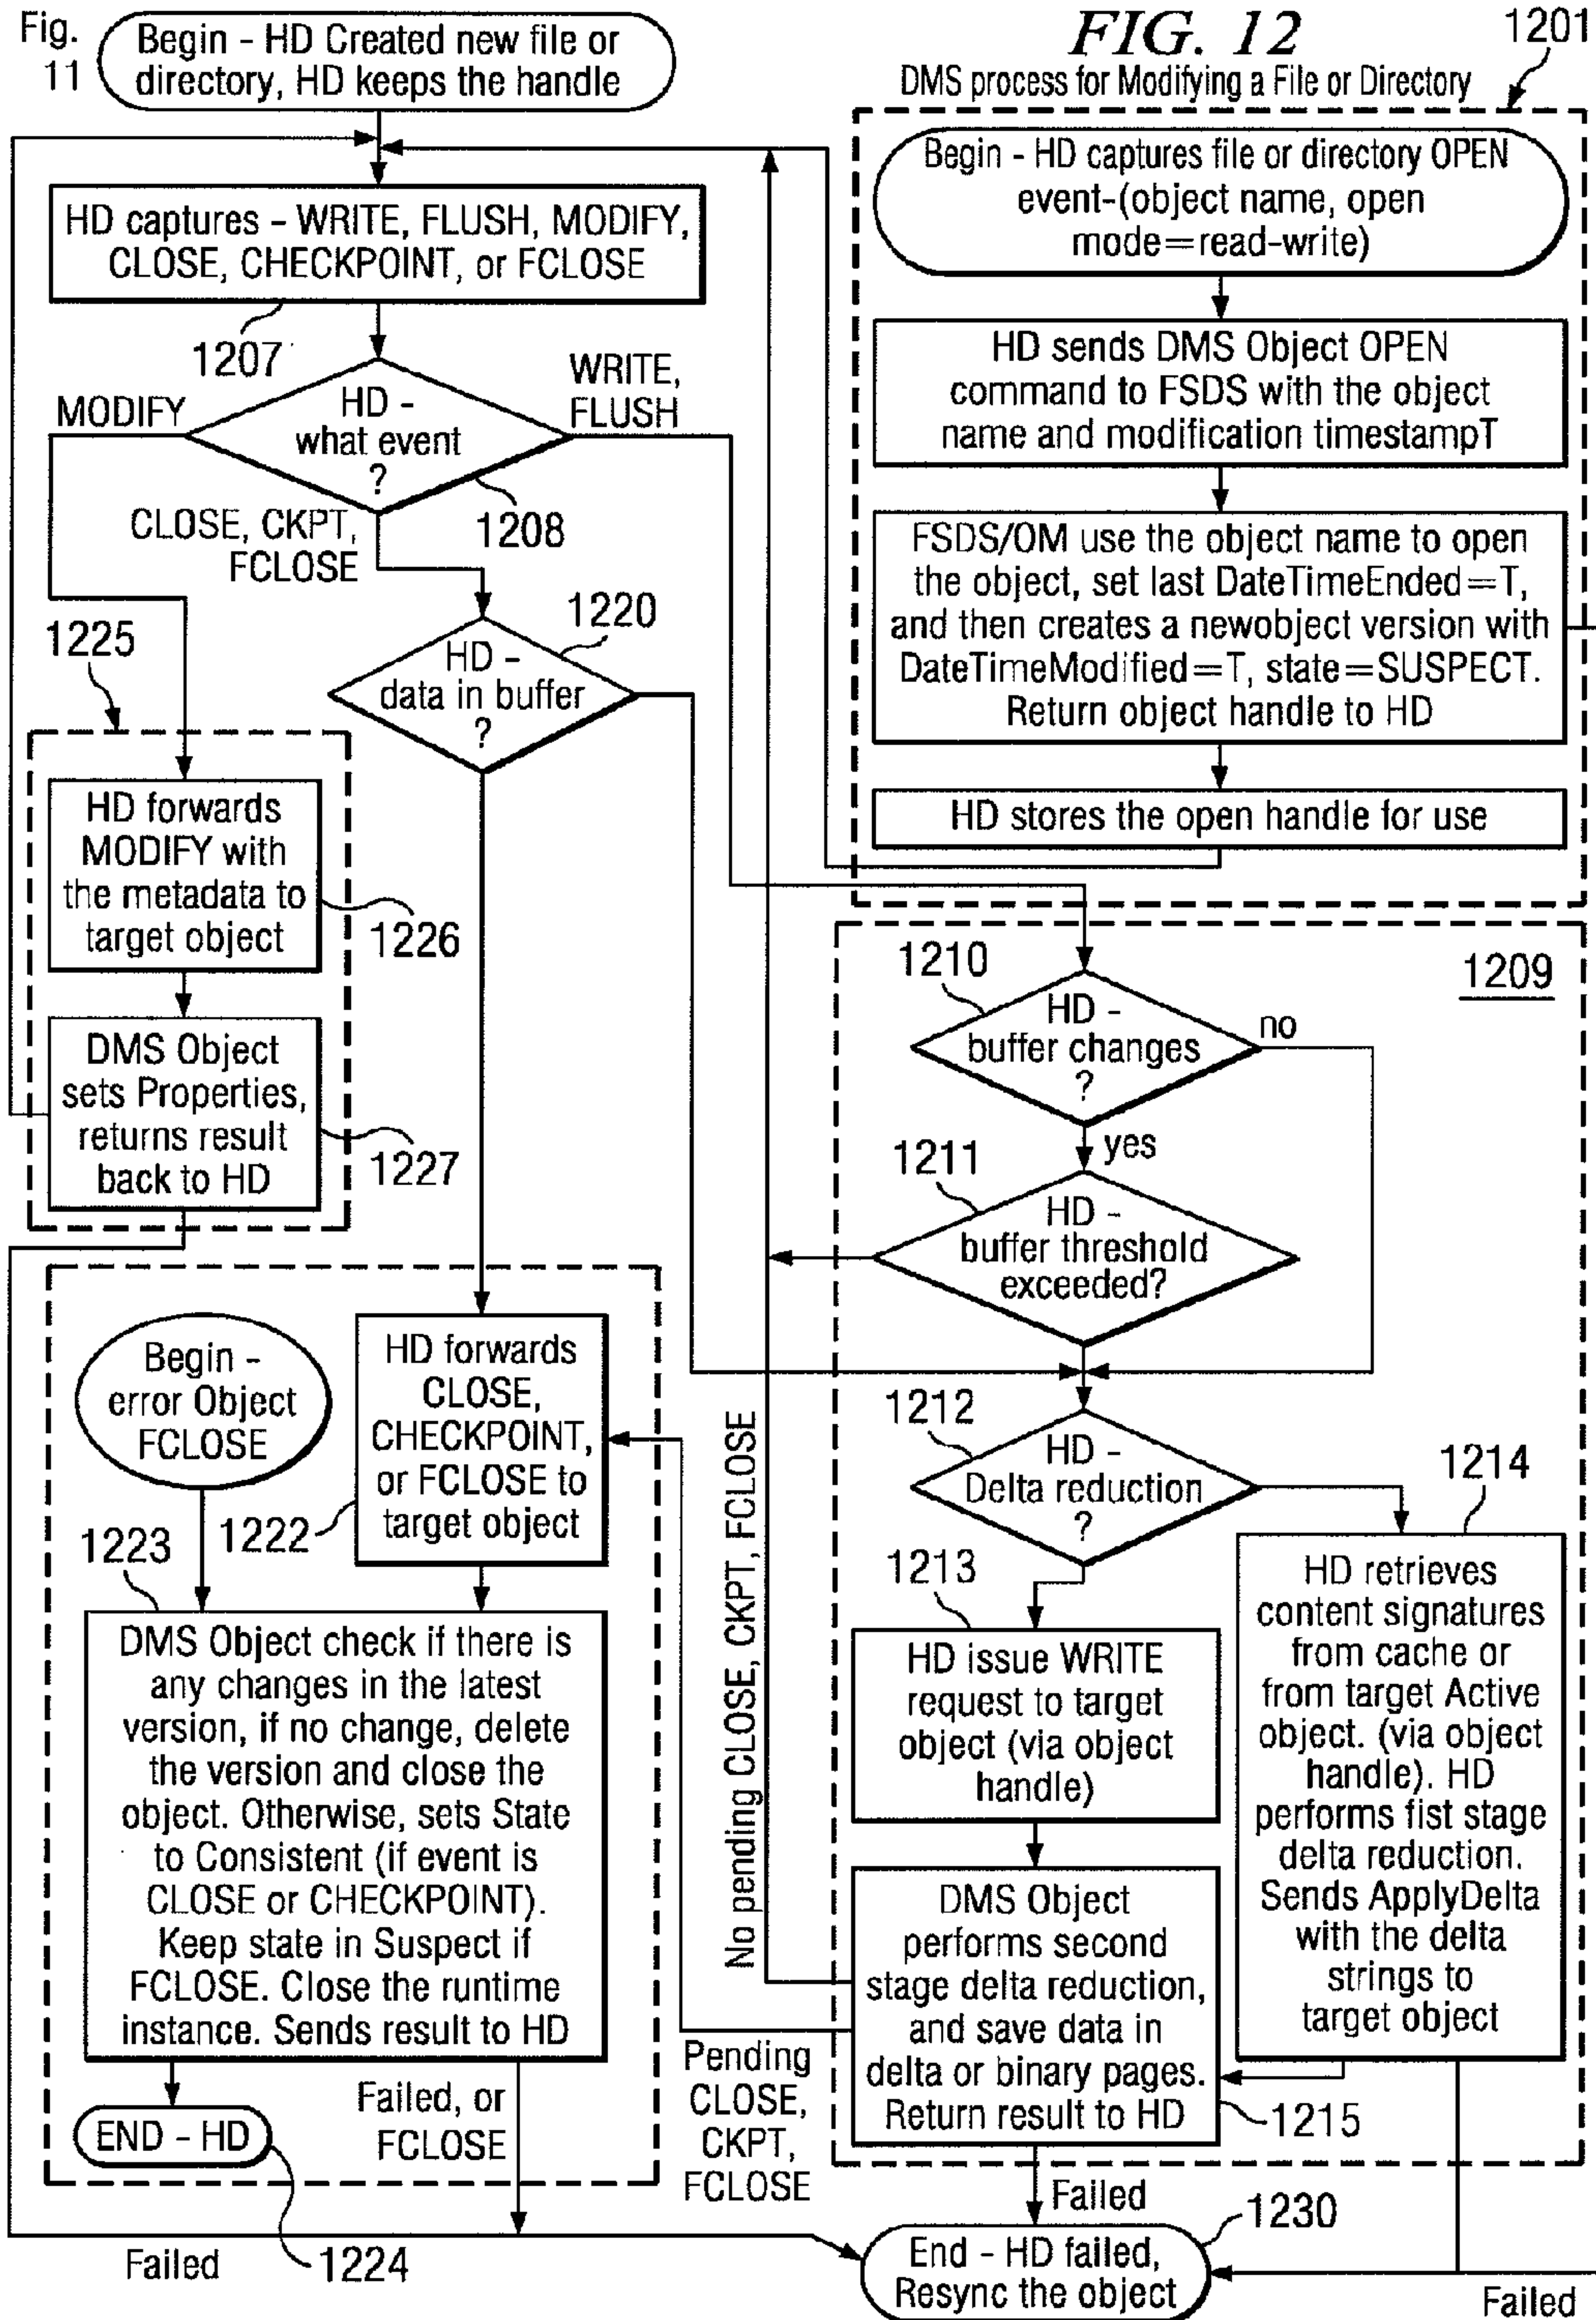 Fig.
11
Begin - HD Created new file or
directory, HD keeps the handle
FIG. 12
1201
DMS process for Modifying a File or Directory
Begin - HD captures file or directory OPEN
event-(object name, open
mode=read-write)
HD sends DMS Object OPEN
command to FSDS with the object
name and modification timestampT
FSDS/OM use the object name to open
the object, set last DateTimeEnded=T,
and then creates a newobject version with
DateTimeModified=T, state=SUSPECT.
Return object handle to HD
HD stores the open handle for use
HD captures - WRITE, FLUSH, MODIFY,
CLOSE, CHECKPOINT, or FCLOSE
1207
HD -
what event
?
1208
MODIFY
WRITE,
FLUSH
CLOSE, CKPT,
FCLOSE
1220
HD -
data in buffer
?
1225
HD forwards
MODIFY with
the metadata to
target object
1226
DMS Object
sets Properties,
returns result
back to HD
1227
1209
1210
HD -
buffer changes
?
no
yes
1211
HD -
buffer threshold
exceeded?
1212
HD -
Delta reduction
?
1213
HD issue WRITE
request to target
object (via object
handle)
1214
HD retrieves
content signatures
from cache or
from target Active
object. (via object
handle). HD
performs fist stage
delta reduction.
Sends ApplyDelta
with the delta
strings to
target object
DMS Object
performs second
stage delta reduction,
and save data in
delta or binary pages.
Return result to HD
1215
No pending CLOSE, CKPT, FCLOSE
Pending
CLOSE,
CKPT,
FCLOSE
Begin -
error Object
FCLOSE
HD forwards
CLOSE,
CHECKPOINT,
or FCLOSE to
target object
1222
1223
DMS Object check if there is
any changes in the latest
version, if no change, delete
the version and close the
object. Otherwise, sets State
to Consistent (if event is
CLOSE or CHECKPOINT).
Keep state in Suspect if
FCLOSE. Close the runtime
instance. Sends result to HD
END - HD
1224
Failed, or
FCLOSE
Failed
Failed
1230
End - HD failed,
Resync the object
Failed